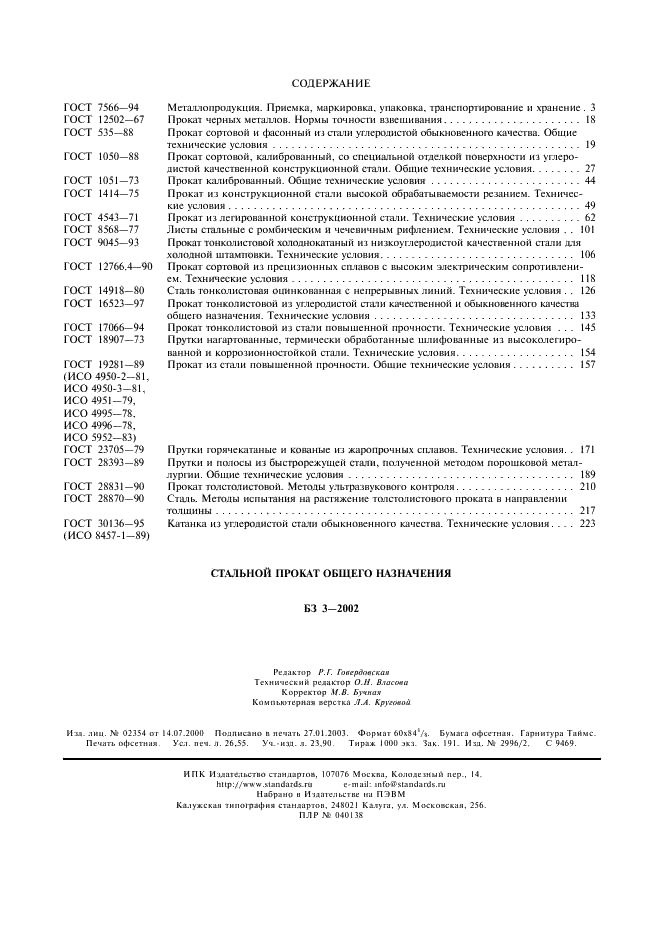 СОДЕРЖАНИЕ
ГОСТ 7566—94 Металлопродукция. Приемка, маркировка, упаковка, транспортирование и хранение . 3
ГОСТ 12502—67 Прокат черных металлов. Нормы точности взвешивания . . . . . . . . . . . . . . . . . . . . . . . 18
ГОСТ 535—88 Прокат сортовой и фасонный из стали углеродистой обыкновенного качества. Общие
технические условия . . . . . . . . . . . . . . . . . . . . . . . . . . . . . . . . . . . . . . . . . . . . . . . . . 19
ГОСТ 1050—88 Прокат сортовой, калиброванный, со специальной отделкой поверхности из углеро-
дистой качественной конструкционной стали. Общие технические условия. . . . . . . . 27
ГОСТ 1051—73 Прокат калиброванный. Общие технические условия . . . . . . . . . . . . . . . . . . . . . . . . 44
ГОСТ 1414—75 Прокат из конструкционной стали высокой обрабатываемости резанием. Техничес-
кие условия . . . . . . . . . . . . . . . . . . . . . . . . . . . . . . . . . . . . . . . . . . . . . . . . . . . . . . . . 49
ГОСТ 4543—71 Прокат из легированной конструкционной стали. Технические условия . . . . . . . . . . 62
ГОСТ 8568—77 Листы стальные с ромбическим и чечевичным рифлением. Технические условия . . 101
ГОСТ 9045—93 Прокат тонколистовой холоднокатаный из низкоуглеродистой качественной стали для
холодной штамповки. Технические условия. . . . . . . . . . . . . . . . . . . . . . . . . . . . . . . . 106
ГОСТ 12766.4—90 Прокат сортовой из прецизионных сплавов с высоким электрическим сопротивлени-
ем. Технические условия . . . . . . . . . . . . . . . . . . . . . . . . . . . . . . . . . . . . . . . . . . . . . . 118
ГОСТ 14918—80 Сталь тонколистовая оцинкованная с непрерывных линий. Технические условия . . 126
ГОСТ 16523—97 Прокат тонколистовой из углеродистой стали качественной и обыкновенного качества
общего назначения. Технические условия . . . . . . . . . . . . . . . . . . . . . . . . . . . . . . . . . 133
ГОСТ 17066—94 Прокат тонколистовой из стали повышенной прочности. Технические условия . . . 145
ГОСТ 18907—73 Прутки нагартованные, термически обработанные шлифованные из высоколегиро-
ванной и коррозионностойкой стали. Технические условия. . . . . . . . . . . . . . . . . . . 154
ГОСТ 19281—89 Прокат из стали повышенной прочности. Общие технические условия . . . . . . . . . . 157
(ИСО 4950-2—81,
ИСО 4950-3—81,
ИСО 4951—79,
ИСО 4995—78,
ИСО 4996—78,
ИСО 5952—83)
ГОСТ 23705—79 Прутки горячекатаные и кованые из жаропрочных сплавов. Технические условия. . 171
ГОСТ 28393—89 Прутки и полосы из быстрорежущей стали, полученной методом порошковой метал-
лургии. Общие технические условия . . . . . . . . . . . . . . . . . . . . . . . . . . . . . . . . . . . . . 189
ГОСТ 28831—90 Прокат толстолистовой. Методы ультразвукового контроля . . . . . . . . . . . . . . . . . . . . 210
ГОСТ 28870—90 Сталь. Методы испытания на растяжение толстолистового проката в направлении
толщины . . . . . . . . . . . . . . . . . . . . . . . . . . . . . . . . . . . . . . . . . . . . . . . . . . . . . . . . . . 217
ГОСТ 30136—95 Катанка из углеродистой стали обыкновенного качества. Технические условия . . . . 223
(ИСО 8457-1—89)
СТАЛЬНОЙ ПРОКАТ ОБЩЕГО НАЗНАЧЕНИЯ
БЗ 3—2002
Редактор Р.Г. Говердовская
Технический редактор О.Н. Власова
Корректор М.В. Бучная
Компьютерная верстка Л.А. Круговой
Изд. лиц. № 02354 от 14.07.2000 Подписано в печать 27.01.2003. Формат 60х84¹/₈. Бумага офсетная. Гарнитура Таймс.
Печать офсетная. Усл. печ. л. 26,55. Уч.-изд. л. 23,90. Тираж 1000 экз. Зак. 191. Изд. № 2996/2. С 9469.
ИПК Издательство стандартов, 107076 Москва, Колодезный пер., 14.
http://www.standards.ru e-mail: info@standards.ru
Набрано в Издательстве на ПЭВМ
Калужская типография стандартов, 248021 Калуга, ул. Московская, 256.
ПЛР № 040138